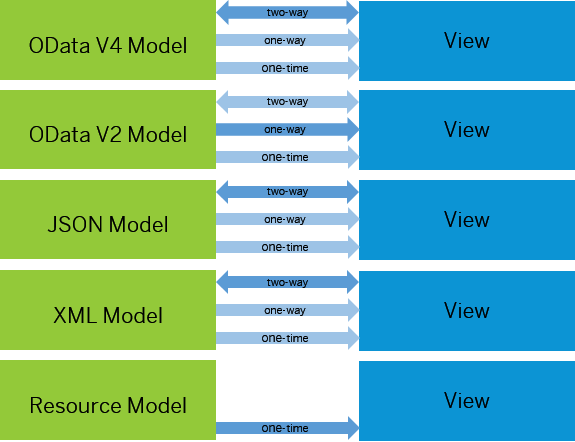 two-way
OData V4 Model
one-way
View
one-time
two-way
OData V2 Model
one-way
View
one-time
two-way
JSON Model
one-way
View
one-time
two-way
XML Model
one-way
View
one-time
Resource Model
View
one-time